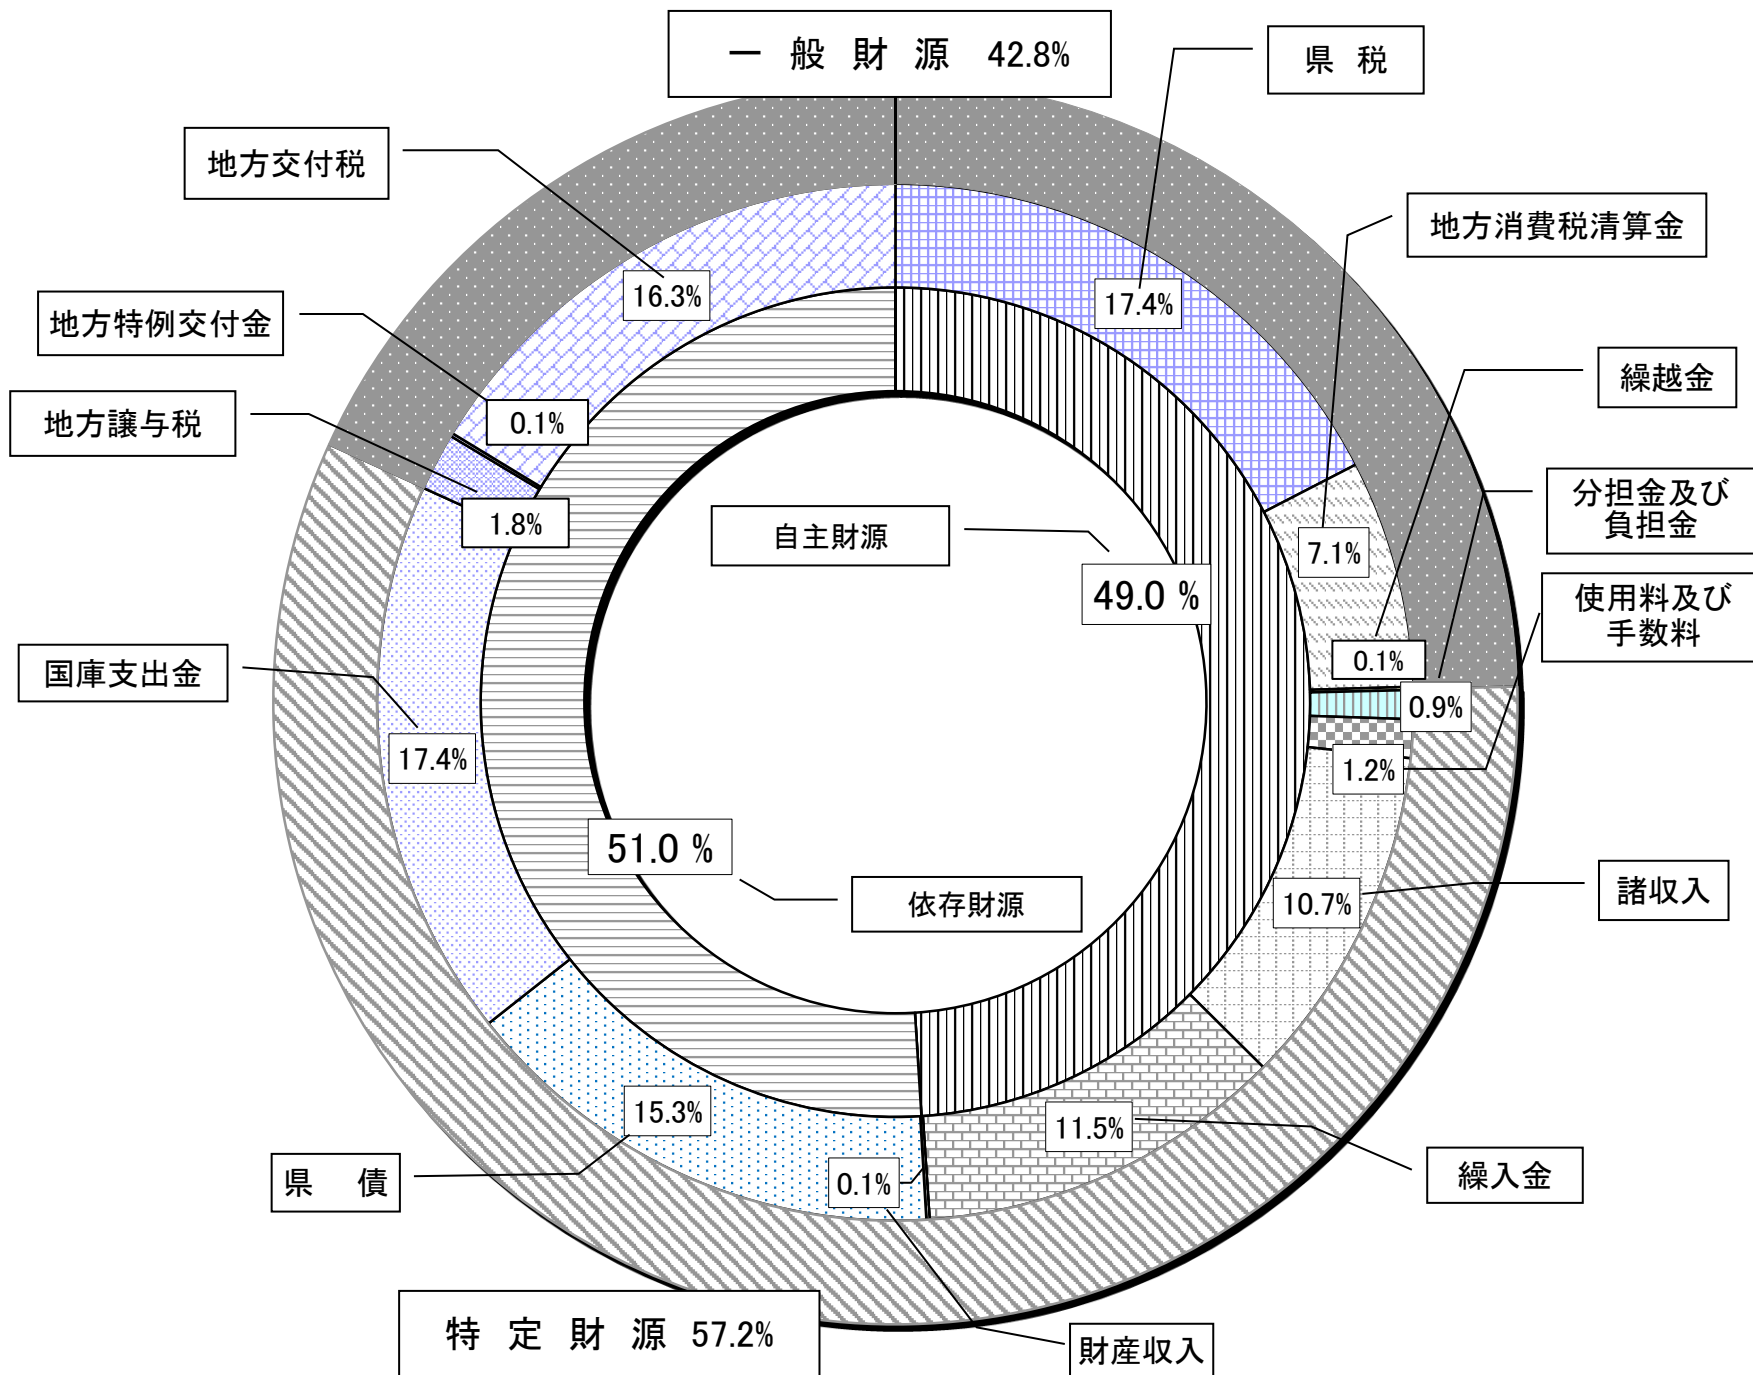 一 般 財 源 42.8%
県 税
17.4%
地方交付税
16.3%
地方消費税清算金
7.1%
地方特例交付金
0.1%
繰越金
0.1%
地方譲与税
1.8%
分担金及び
負担金
0.9%
自主財源
49.0 %
使用料及び
手数料
1.2%
国庫支出金
17.4%
51.0 %
依存財源
諸収入
10.7%
県 債
15.3%
0.1%
11.5%
繰入金
特 定 財 源 57.2%
財産収入